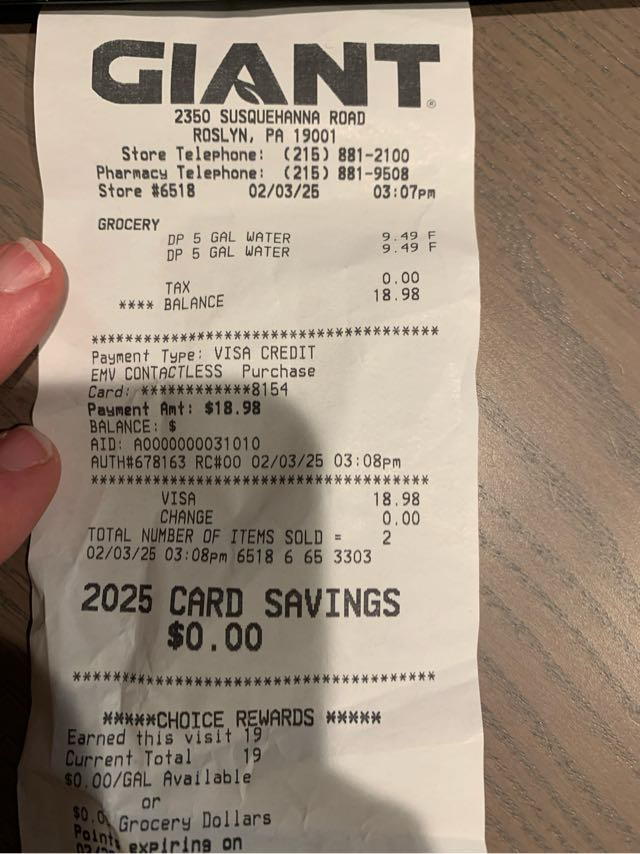 GIANT®
2350 SUSQUEHANNA ROAD
ROSLYN, PA 19001
Store Telephone: (215) 881-2100
Pharmacy Telephone: (215) 881-9508
Store #6518 02/03/25 03:07pm
GROCERY
DP 5 GAL WATER 9.49 F
DP 5 GAL WATER 9.49 F
TAX 0.00
**** BALANCE 18.98
************************************
Payment Type: VISA CREDIT
EMV CONTACTLESS Purchase
Card: ************8154
Payment Amt: $18.98
BALANCE: $
AID: A0000000031010
AUTH#678163 RC#00 02/03/25 03:08pm
************************************
VISA 18.98
CHANGE 0.00
TOTAL NUMBER OF ITEMS SOLD = 2
02/03/25 03:08pm 6518 6 65 3303
2025 CARD SAVINGS
$0.00
************************************
*****CHOICE REWARDS *****
Earned this visit 19
Current Total 19
$0.00/GAL Available
or
$0.0 Grocery Dollars
Points expiring on